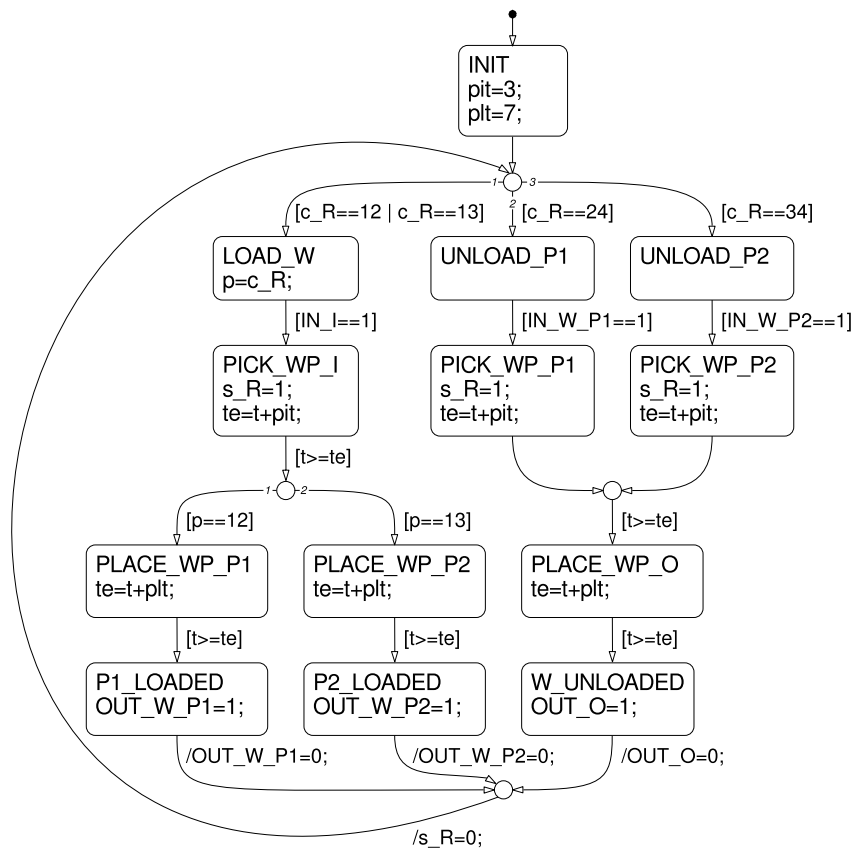 INIT
pit=3;
plt=7;
1
3
2
[c_R==12 | c_R==13]
[c_R==24]
[c_R==34]
LOAD_W
p=c_R;
UNLOAD_P1
UNLOAD_P2
[IN_I==1]
[IN_W_P1==1]
[IN_W_P2==1]
PICK_WP_I
s_R=1;
te=t+pit;
PICK_WP_P1
s_R=1;
te=t+pit;
PICK_WP_P2
s_R=1;
te=t+pit;
[t>=te]
1
2
[p==12]
[p==13]
[t>=te]
PLACE_WP_P1
te=t+plt;
PLACE_WP_P2
te=t+plt;
PLACE_WP_O
te=t+plt;
[t>=te]
[t>=te]
[t>=te]
P1_LOADED
OUT_W_P1=1;
P2_LOADED
OUT_W_P2=1;
W_UNLOADED
OUT_O=1;
/OUT_W_P1=0;
/OUT_W_P2=0;
/OUT_O=0;
/s_R=0;